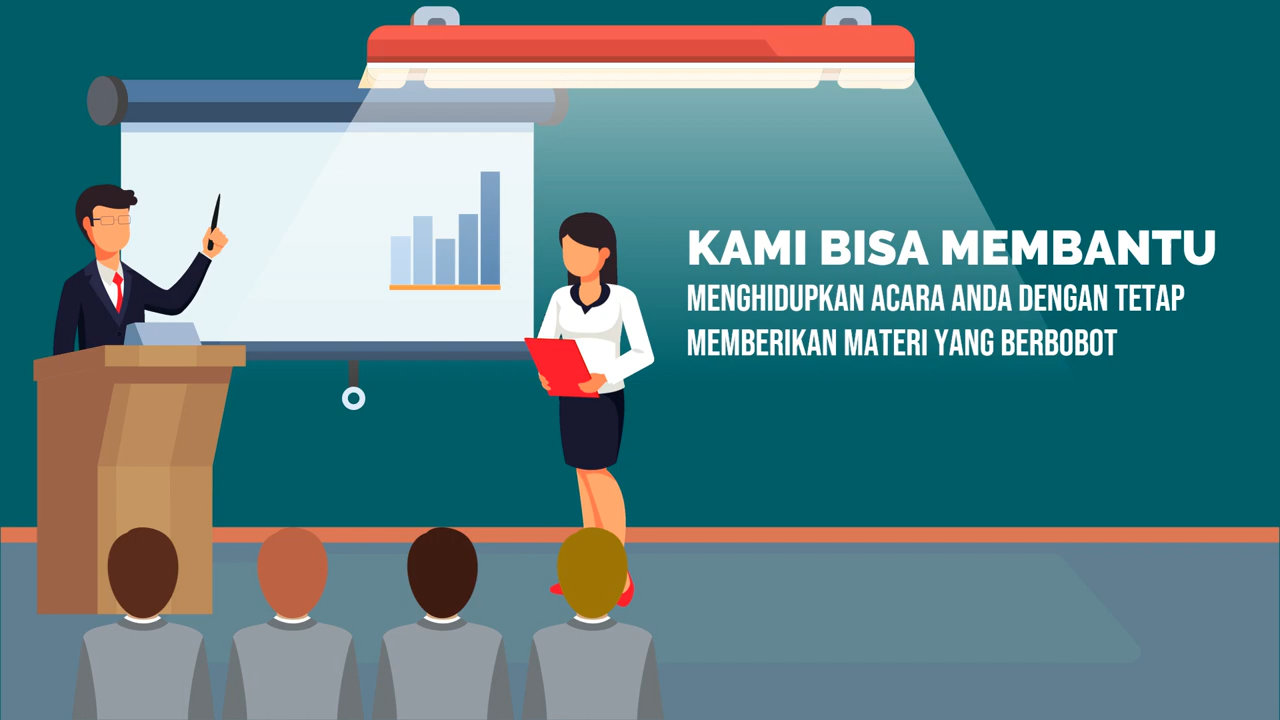 KAMI BISA MEMBANTU
MENGHIDUPKAN ACARA ANDA DENGAN TETAP
MEMBERIKAN MATERI YANG BERBOBOT